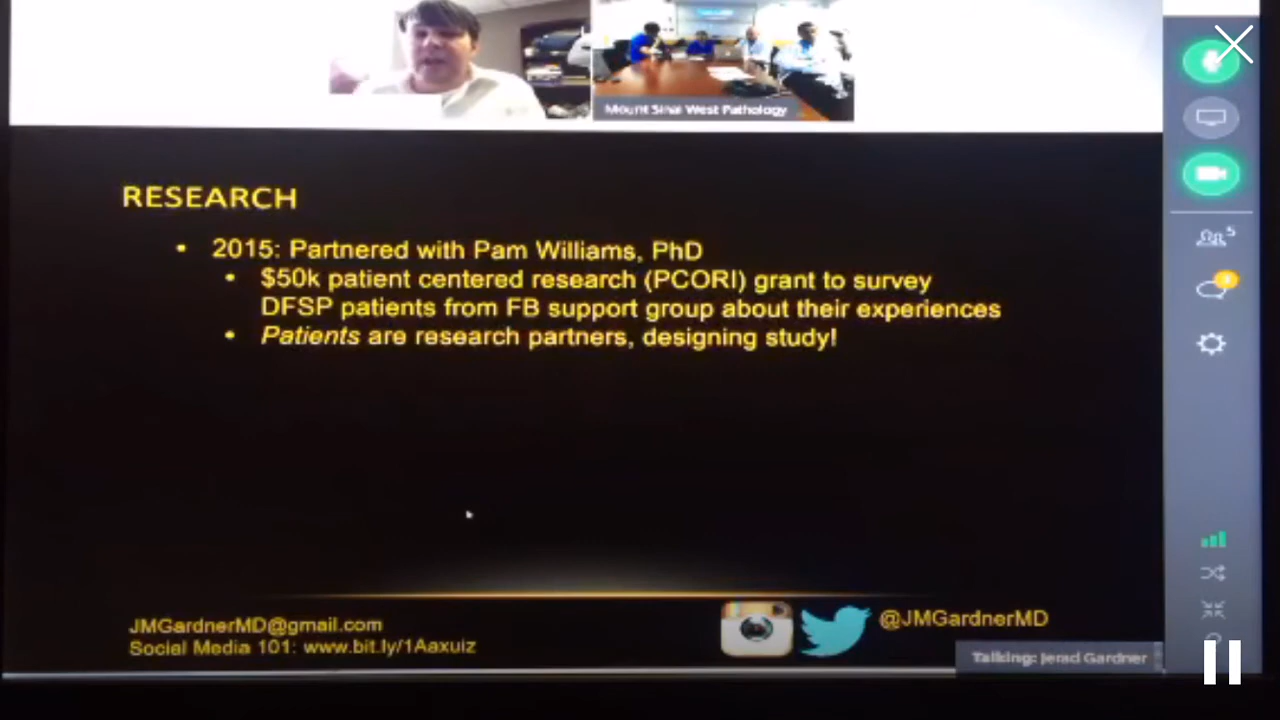 Mount Sinai West Pathology
RESEARCH
• 2015: Partnered with Pam Williams, PhD
• $50k patient centered research (PCORI) grant to survey
DFSP patients from FB support group about their experiences
• Patients are research partners, designing study!
JMGardnerMD@gmail.com
Social Media 101: www.bit.ly/1Aaxuiz
@JMGardnerMD
Talking: Jerad Gardner
5